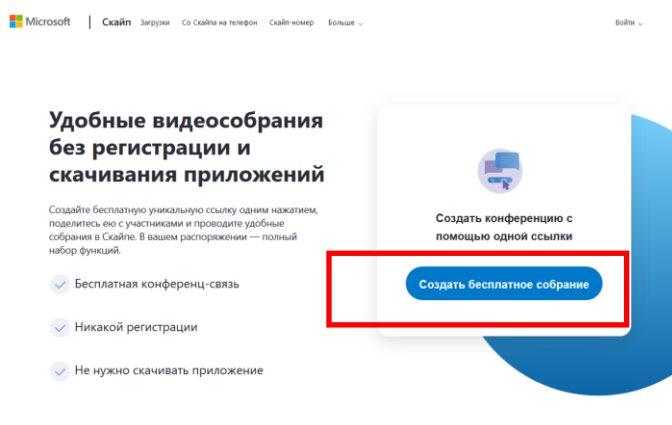 Microsoft Скайп Загрузки Со Скайпа на телефон Скайп-номер Больше Войти
Удобные видеособрания
без регистрации и
скачивания приложений
Создайте бесплатную уникальную ссылку одним нажатием,
поделитесь ею с участниками и проводите удобные
собрания в Скайпе. В вашем распоряжении — полный
набор функций.
Бесплатная конференц-связь
Никакой регистрации
Не нужно скачивать приложение
Создать конференцию с
помощью одной ссылки
Создать бесплатное собрание